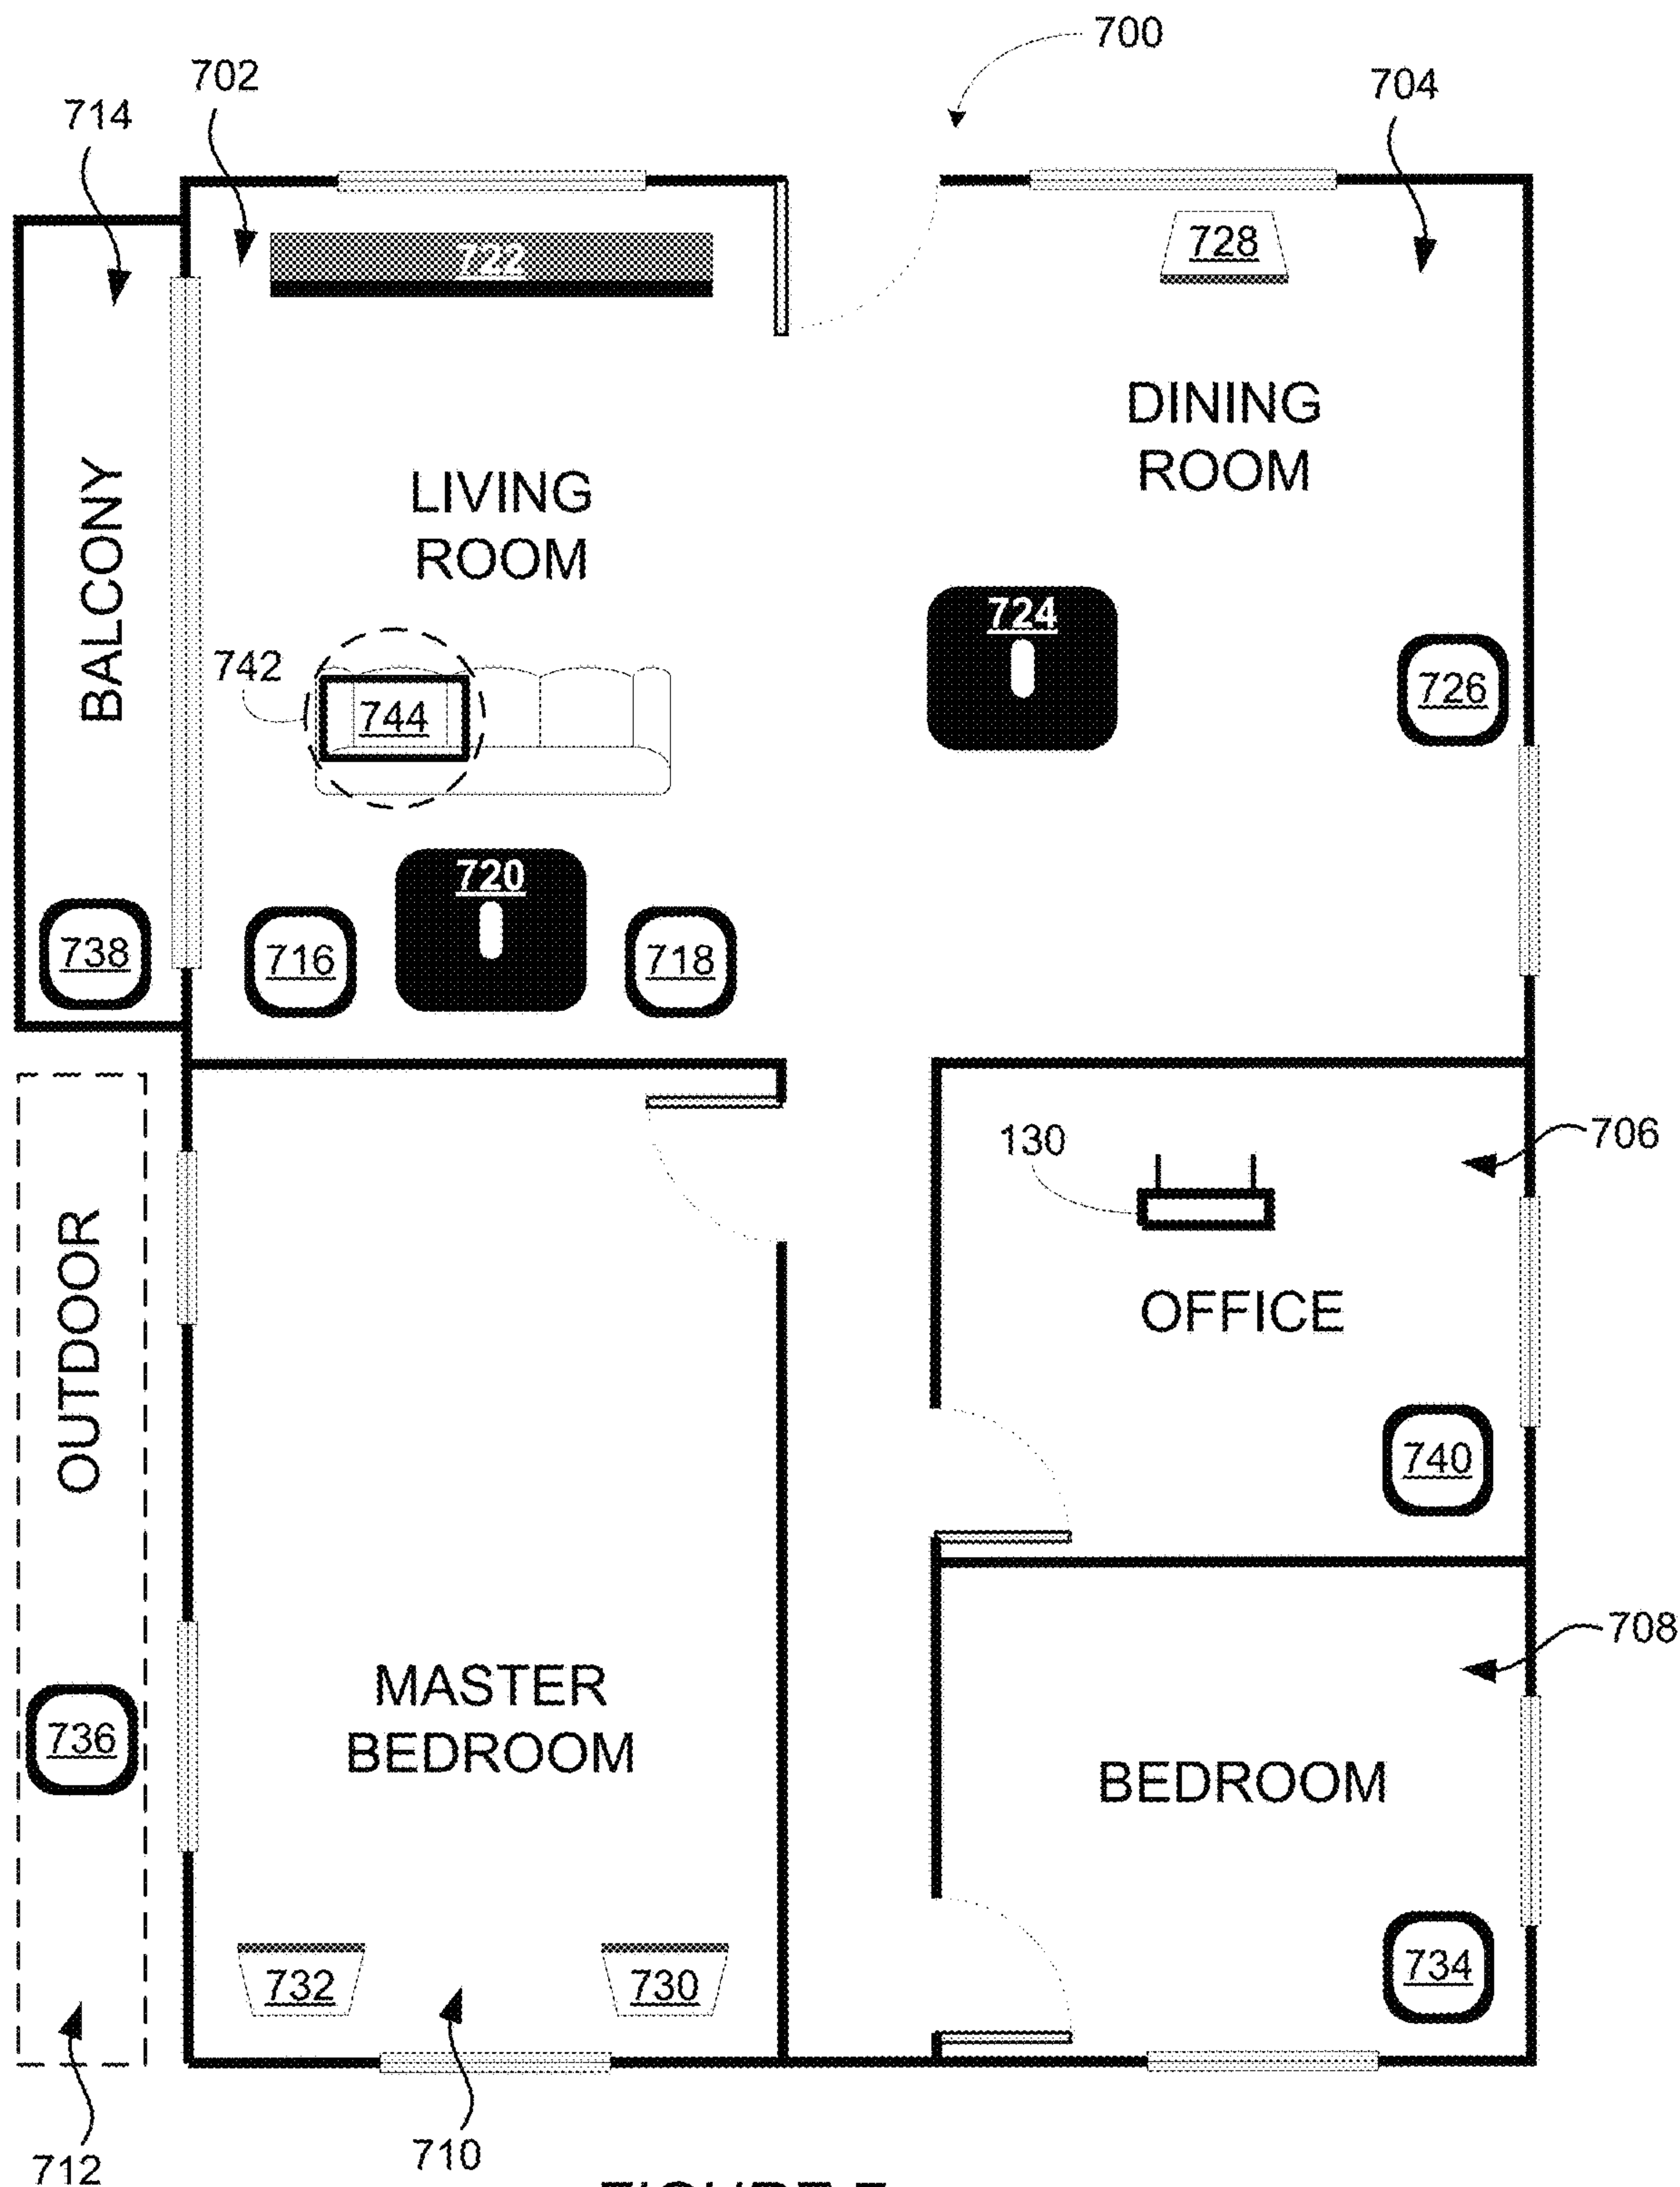 700
702
704
714
722
728
DINING
ROOM
LIVING
ROOM
BALCONY
724
742
744
726
720
738
716
718
130
706
OUTDOOR
OFFICE
740
708
MASTER
BEDROOM
736
BEDROOM
732
730
734
712
710